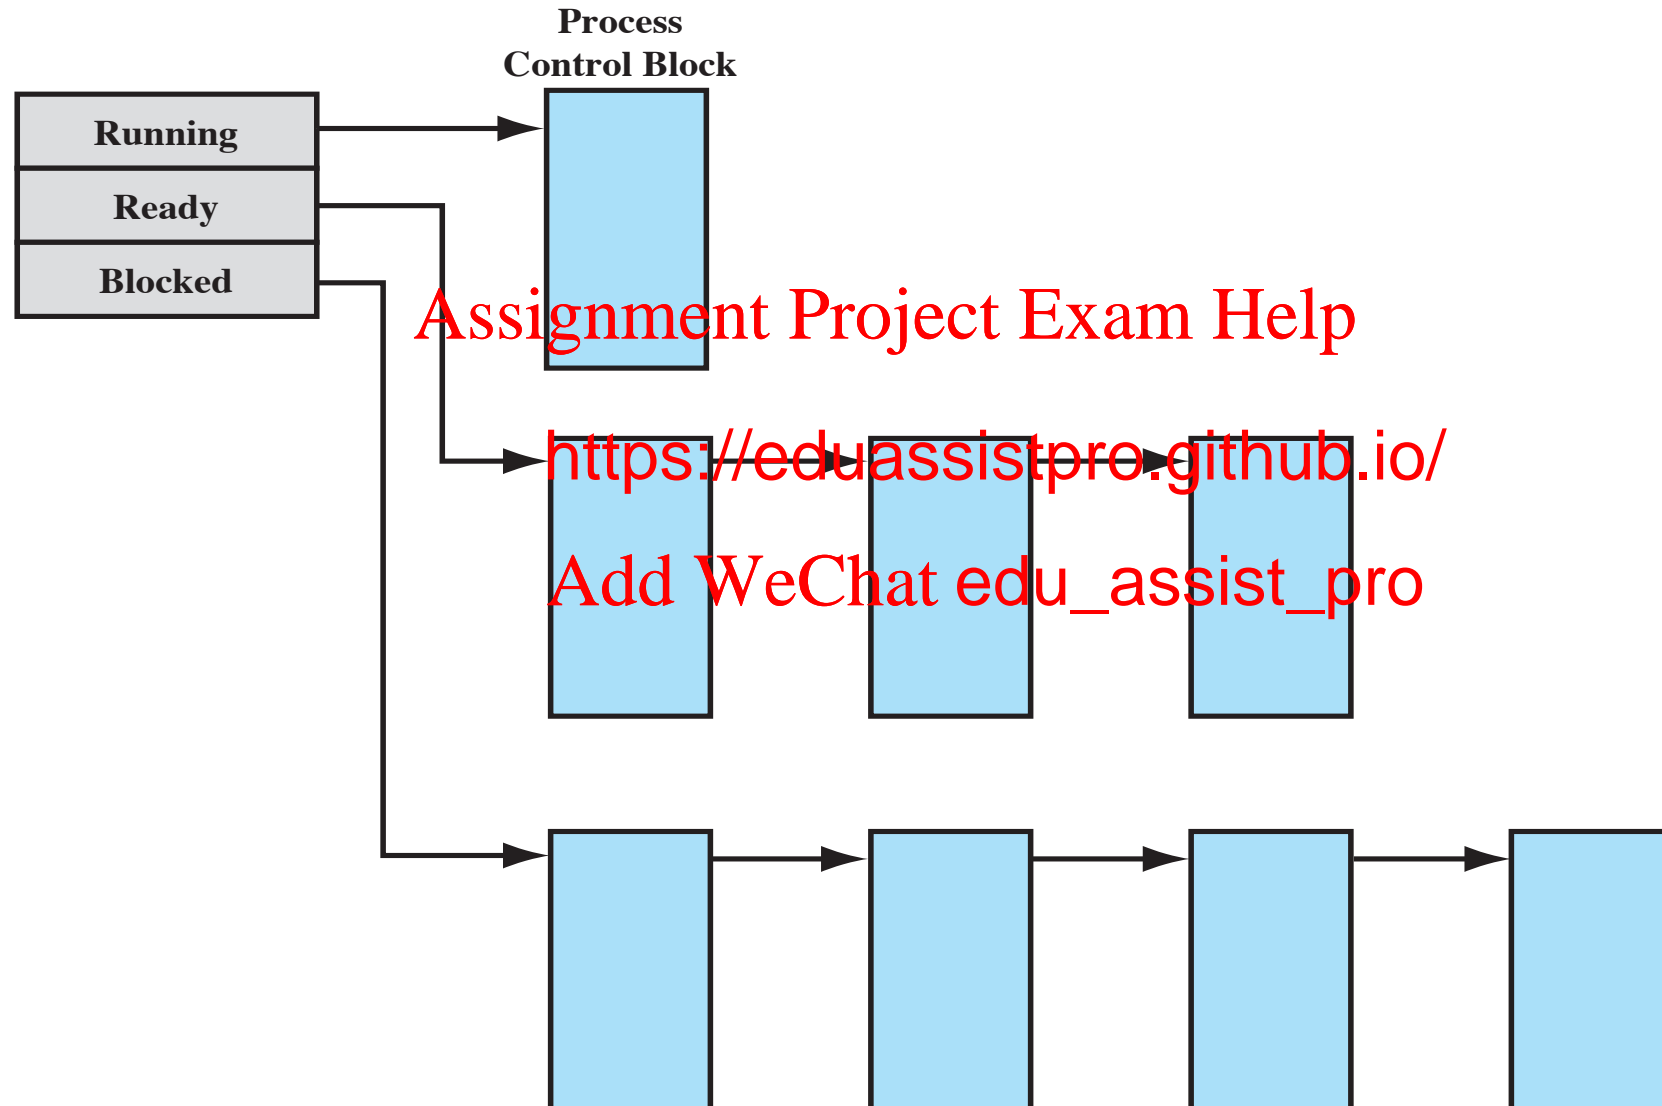 Process
Control Block
Running
Ready
Blocked
Assignment Project Exam Help
https://eduassistpro.github.io/
Add WeChat edu_assist_pro